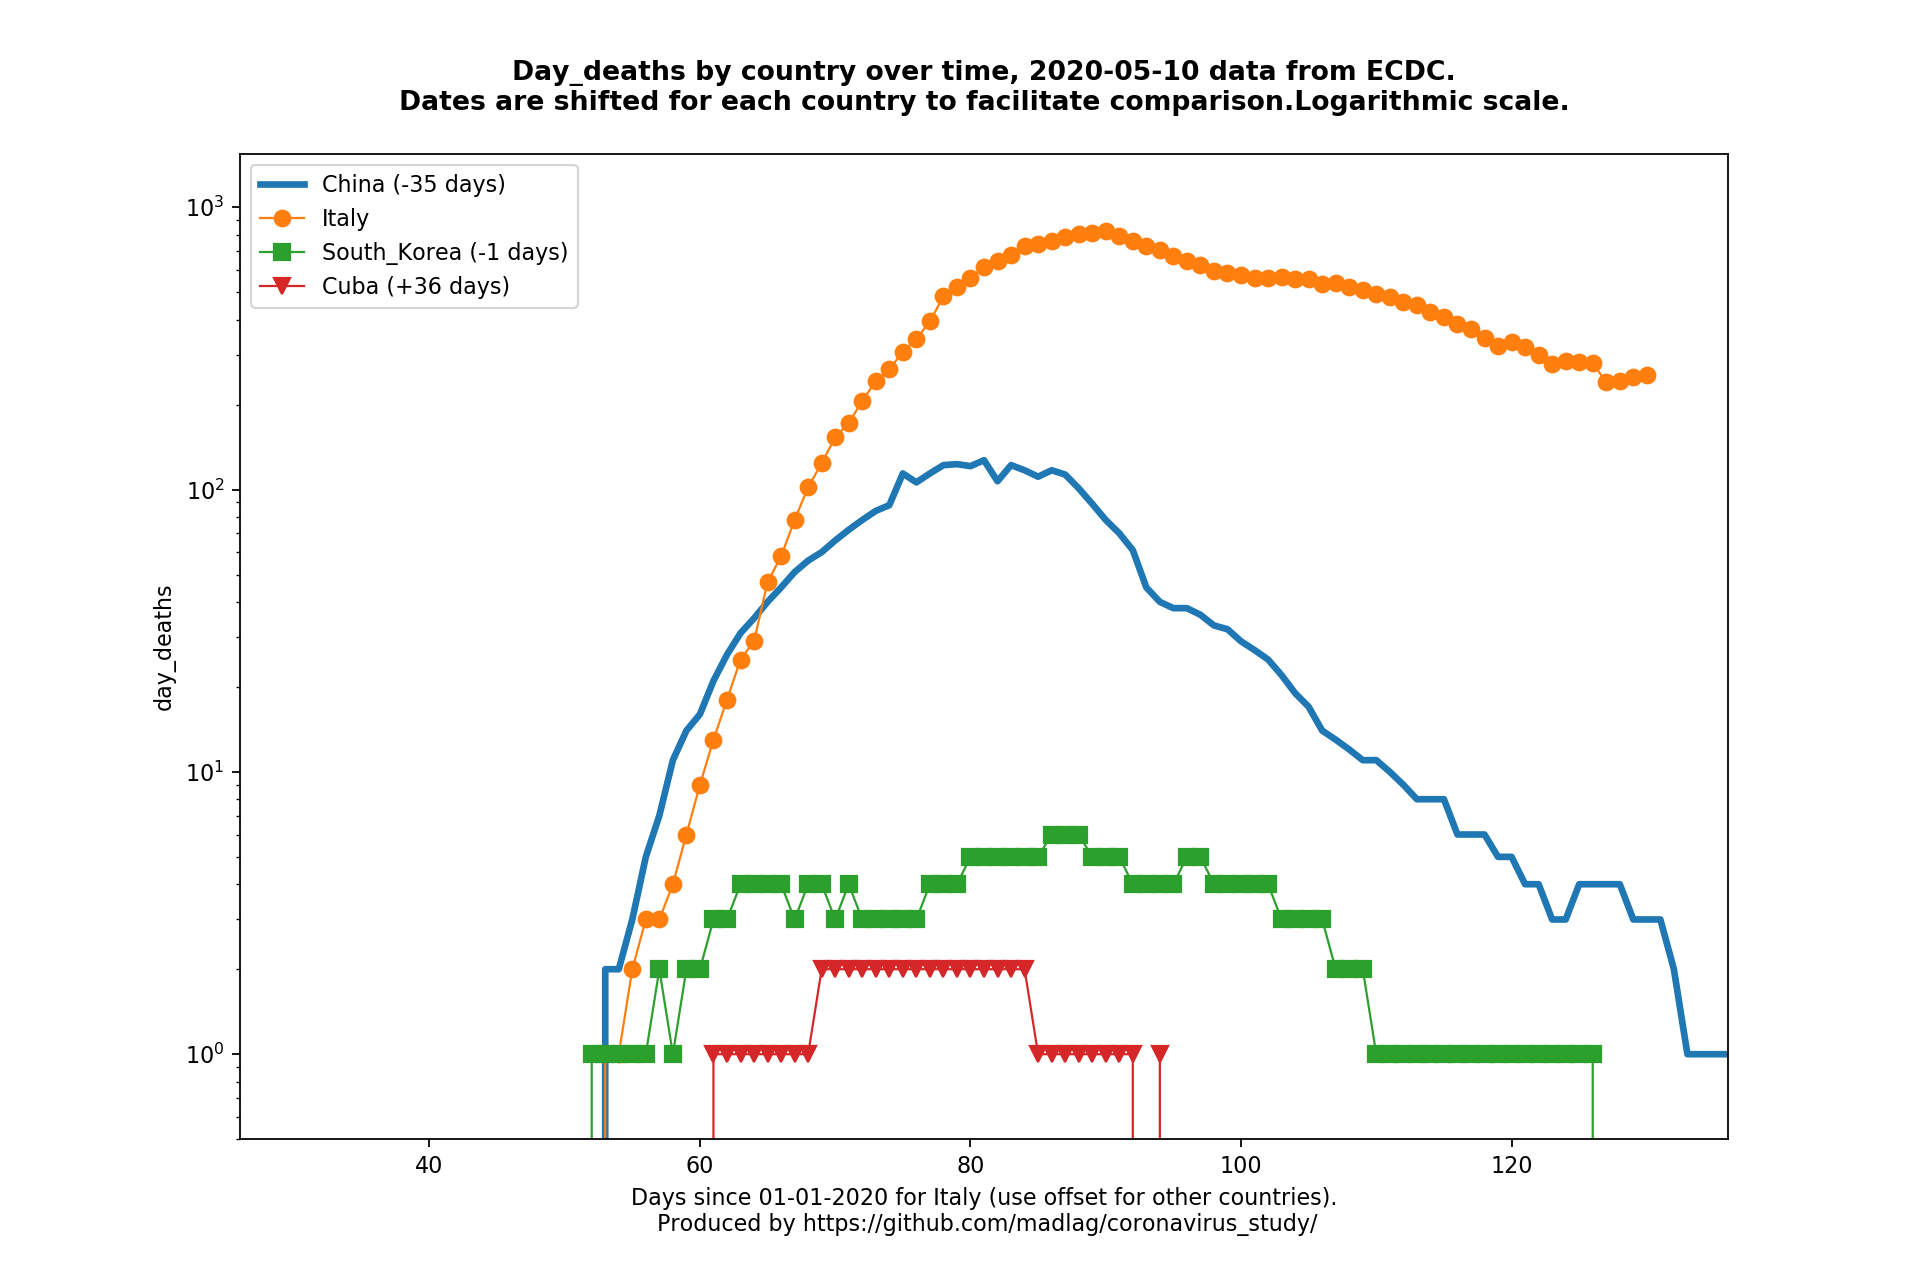 Day_deaths by country over time, 2020-05-10 data from ECDC.
Dates are shifted for each country to facilitate comparison.Logarithmic scale.
China (-35 days)
Italy
South_Korea (-1 days)
Cuba (+36 days)
10³
10²
10¹
10⁰
day_deaths
40 60 80 100 120
Days since 01-01-2020 for Italy (use offset for other countries).
Produced by https://github.com/madlag/coronavirus_study/